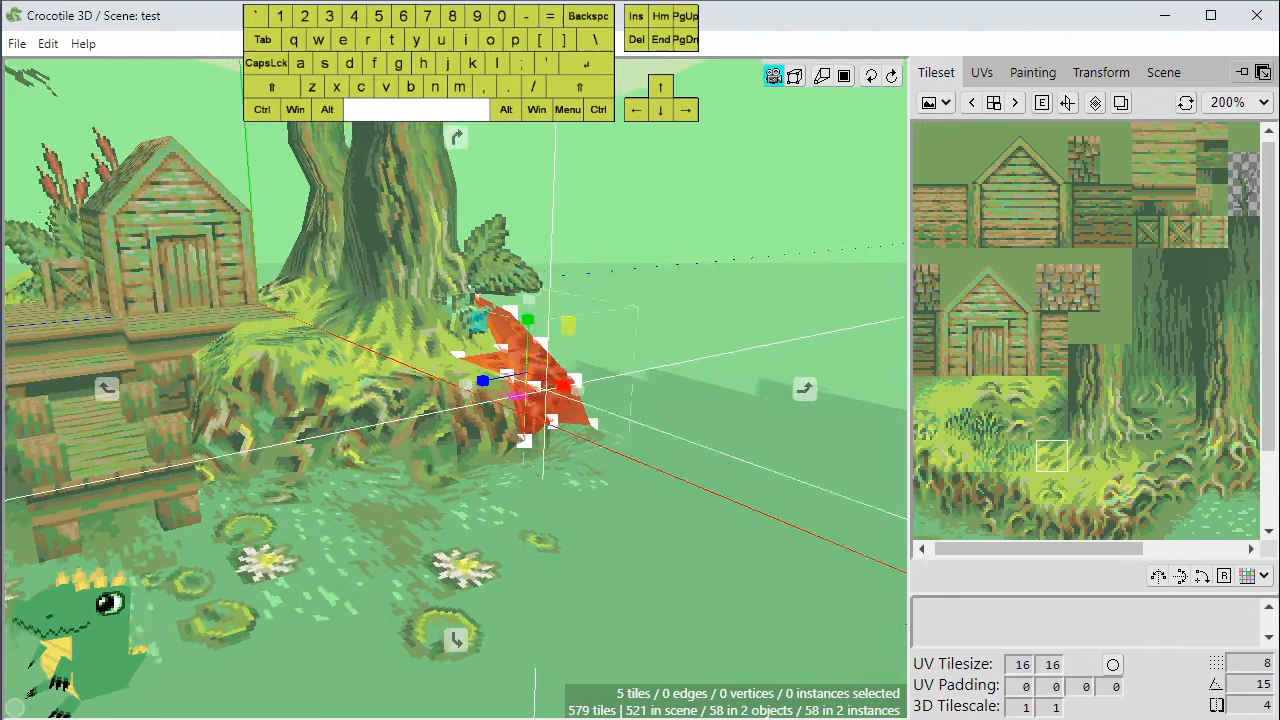 Crocotile 3D / Scene: test
File Edit Help
` 1 2 3 4 5 6 7 8 9 0 - = Backspc
Tab q w e r t y u i o p [ ] \
CapsLck a s d f g h j k l ; '
z x c v b n m , . /
Ctrl Win Alt Alt Win Menu Ctrl
Ins Hm PgUp
Del End PgDn
Tileset UVs Painting Transform Scene
E
200%
R
UV Tilesize: 16 16
UV Padding: 0 0 0 0
3D Tilescale: 1 1
8
15
4
5 tiles / 0 edges / 0 vertices / 0 instances selected
579 tiles | 521 in scene / 58 in 2 objects / 58 in 2 instances